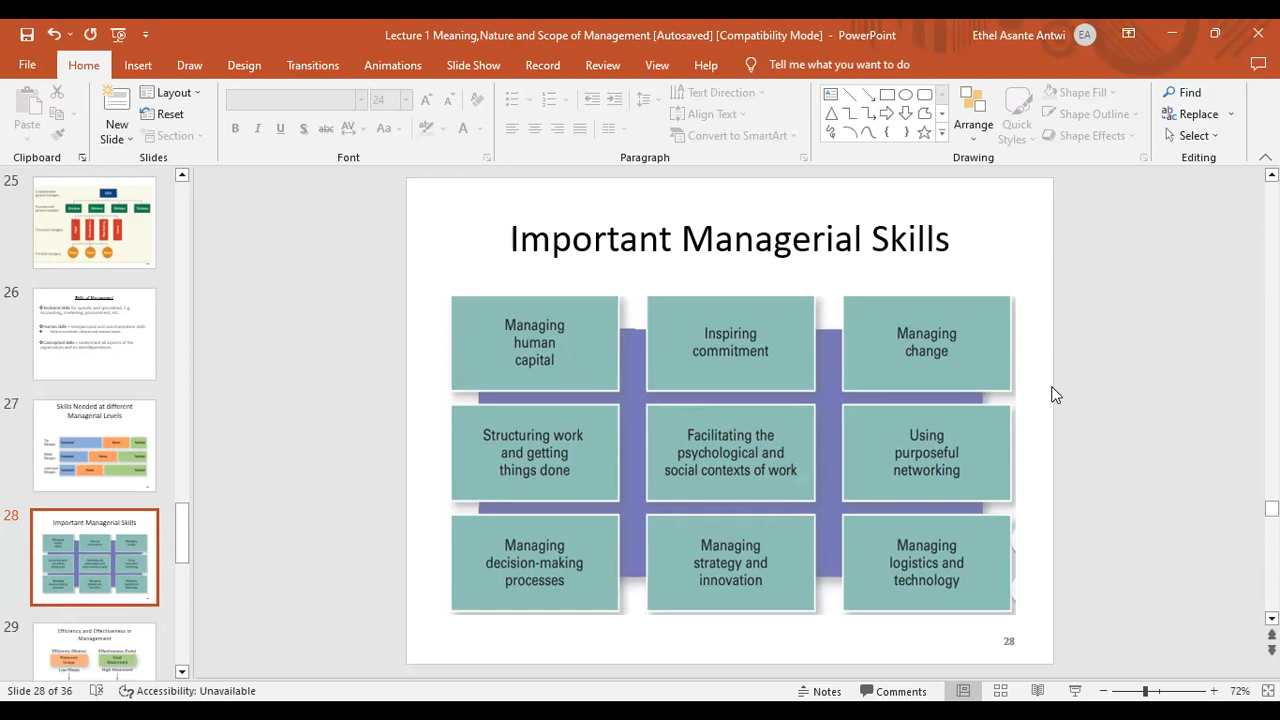 Lecture 1 Meaning,Nature and Scope of Management [Autosaved] [Compatibility Mode] - PowerPoint
Ethel Asante Antwi
EA
File Home Insert Draw Design Transitions Animations Slide Show Record Review View Help Tell me what you want to do
Paste
New
Slide
Layout
Reset
Section
24
B I U S abc AV Aa A
Text Direction
Align Text
Convert to SmartArt
Arrange
Quick
Styles
Shape Fill
Shape Outline
Shape Effects
Find
Replace
Select
Clipboard Slides Font Paragraph Drawing Editing
25
26
Skills of Management
27
Skills Needed at different
Managerial Levels
28
Important Managerial Skills
29
Efficiency and Effectiveness in
Management
Important Managerial Skills
Managing
human
capital
Inspiring
commitment
Managing
change
Structuring work
and getting
things done
Facilitating the
psychological and
social contexts of work
Using
purposeful
networking
Managing
decision-making
processes
Managing
strategy and
innovation
Managing
logistics and
technology
28
Slide 28 of 36
Accessibility: Unavailable
Notes
Comments
72%